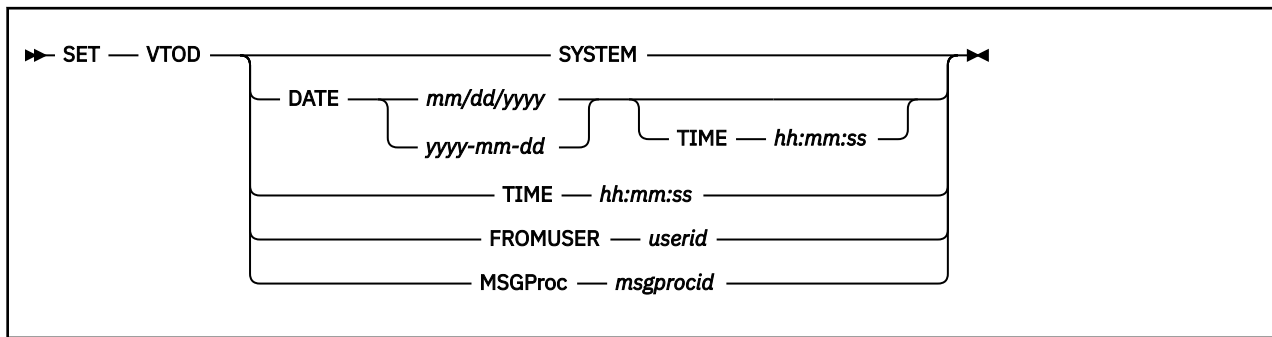 SET VTOD SYSTEM
DATE mm/dd/yyyy
yyyy-mm-dd TIME hh:mm:ss
TIME hh:mm:ss
FROMUSER userid
MSGProc msgprocid